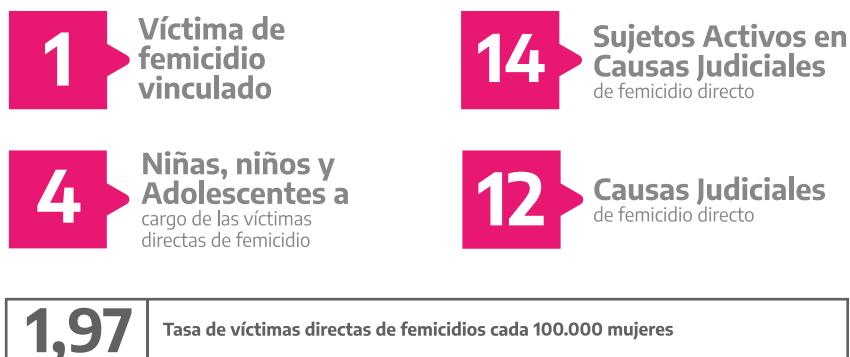 1
Víctima de
femicidio
vinculado
14
Sujetos Activos en
Causas Judiciales
de femicidio directo
4
Niñas, niños y
Adolescentes a
cargo de las víctimas
directas de femicidio
12
Causas Judiciales
de femicidio directo
1,97
Tasa de víctimas directas de femicidios cada 100.000 mujeres